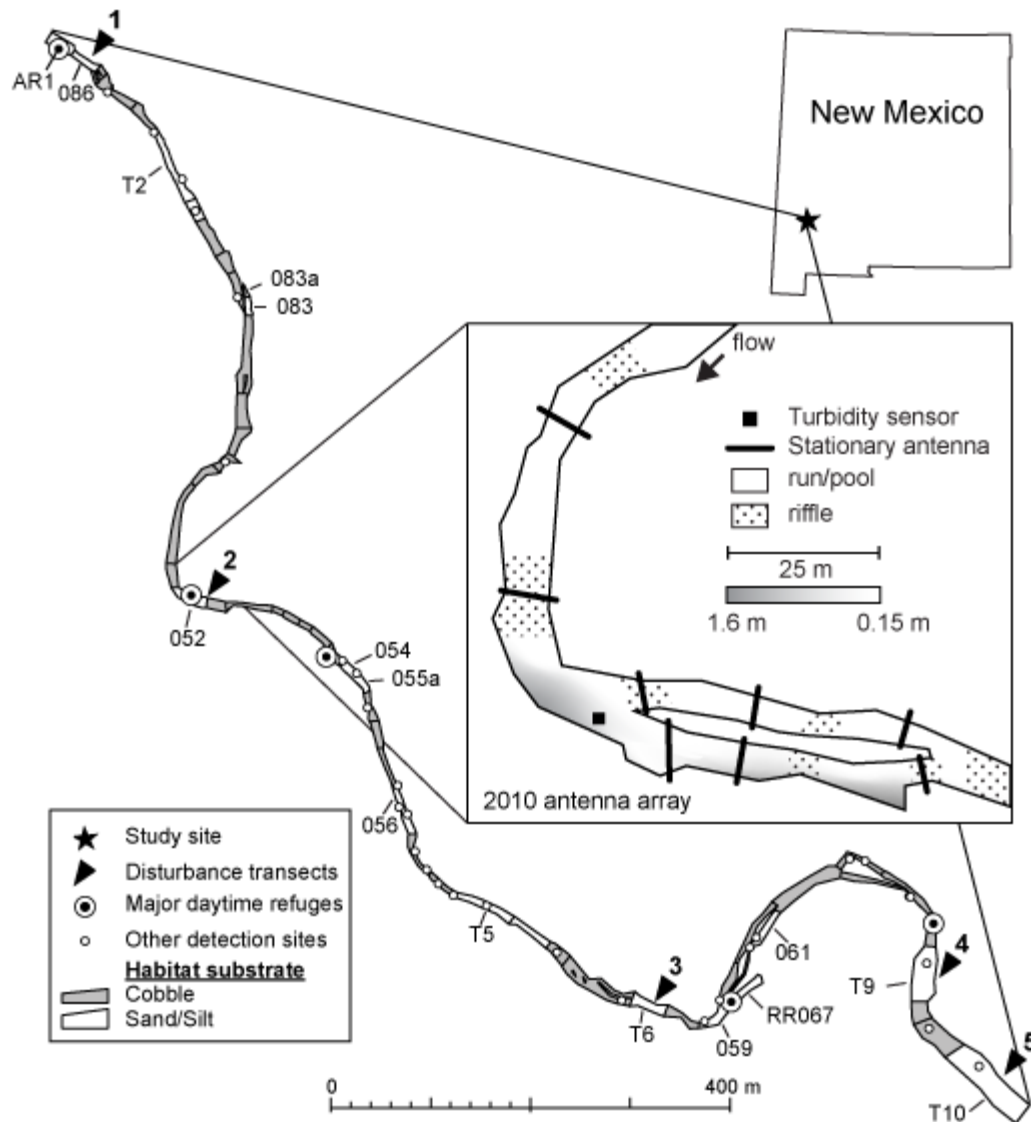 1
AR1
086
New Mexico
T2
083a
083
flow
Turbidity sensor
Stationary antenna
run/pool
riffle
25 m
1.6 m
0.15 m
2
052
054
055a
2010 antenna array
056
Study site
Disturbance transects
Major daytime refuges
Other detection sites
Habitat substrate
Cobble
Sand/Silt
T5
3
T6
059
RR067
061
4
T9
5
T10
0
400 m